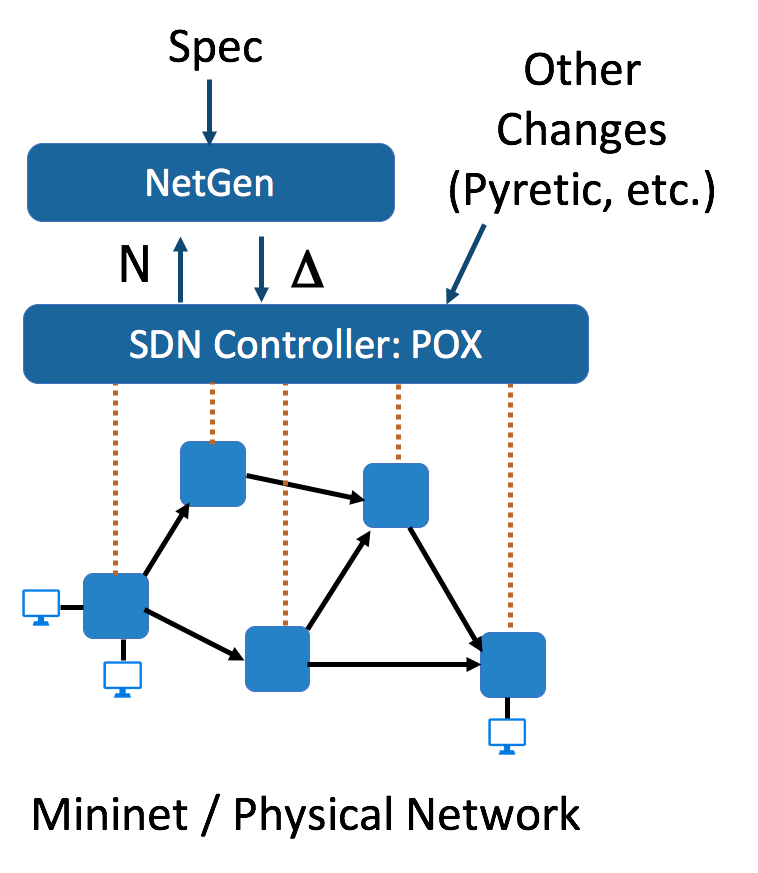 Spec
Other
Changes
(Pyretic, etc.)
NetGen
N
Δ
SDN Controller: POX
Mininet / Physical Network